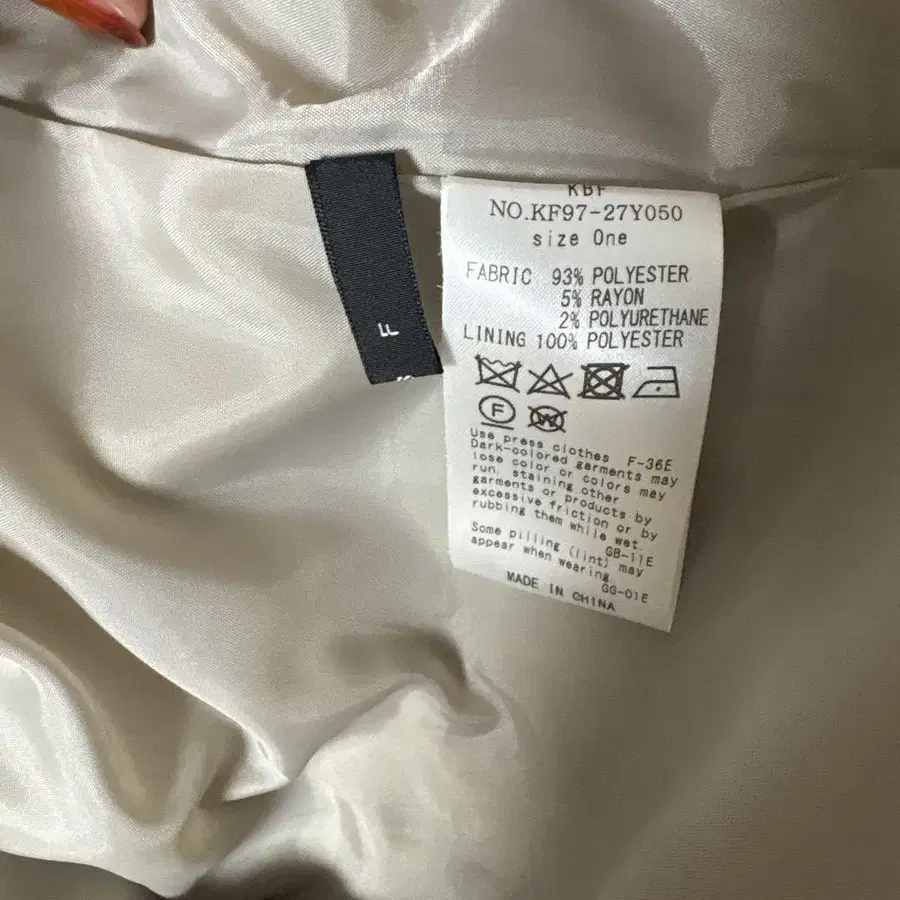 F
KBF
NO.KF97-27Y050
size One
FABRIC 93% POLYESTER
5% RAYON
2% POLYURETHANE
LINING 100% POLYESTER
F W
Use press clothes F-36E
Dark-colored garments may
lose color or colors may
run, staining other
garments or products by
excessive friction or by
rubbing them while wet.
GB-11E
Some pilling (lint) may
appear when wearing.
GG-01E
MADE IN CHINA